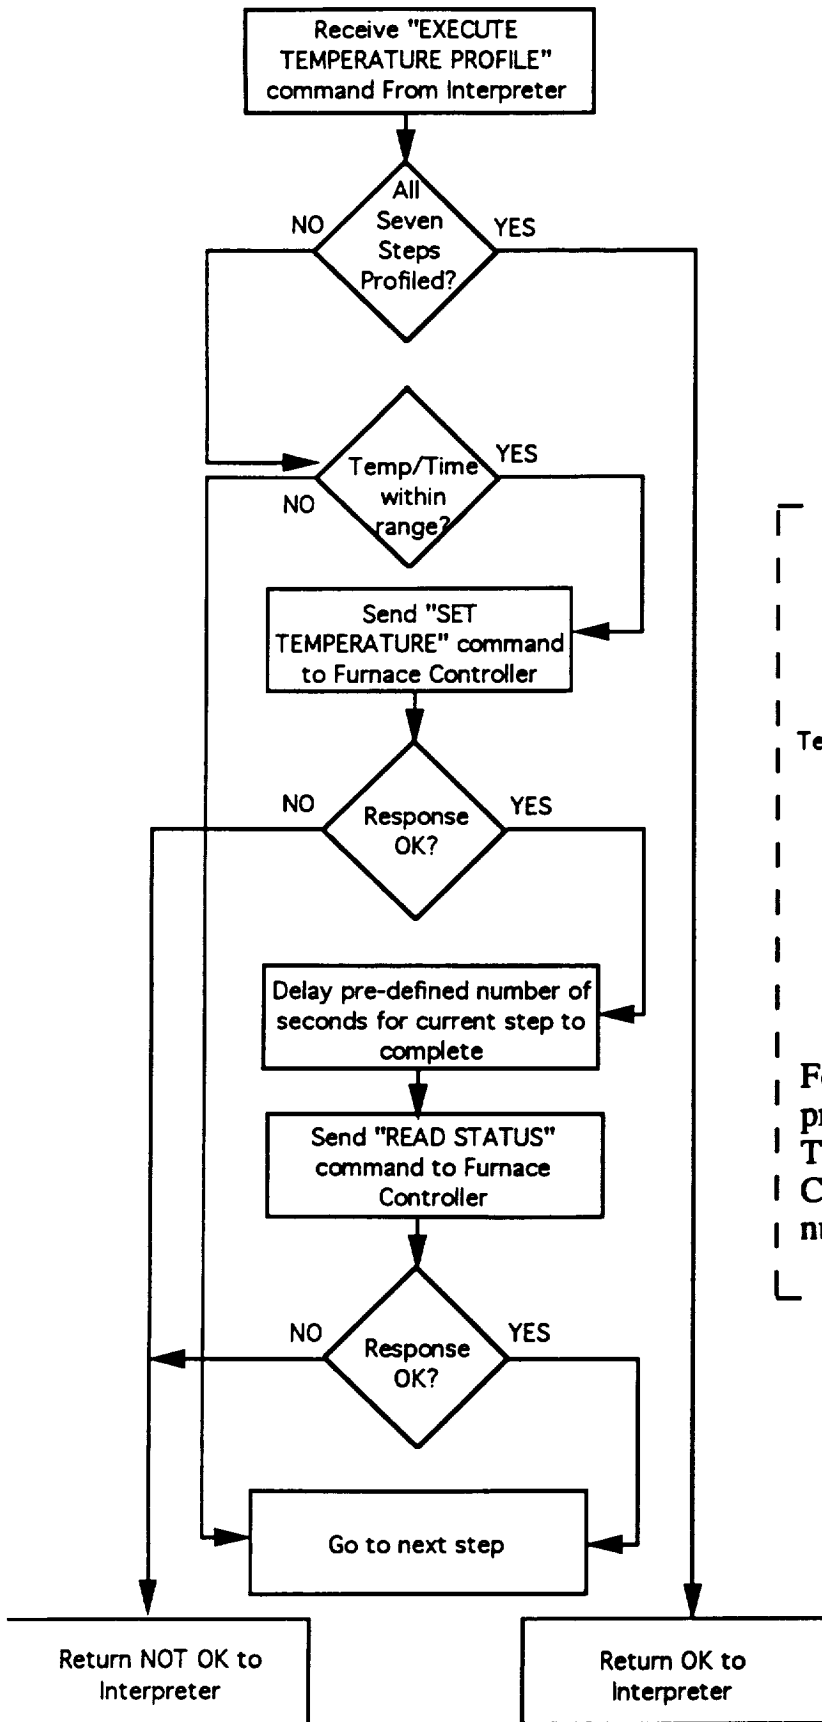 Receive "EXECUTE
TEMPERATURE PROFILE"
command From Interpreter
All
Seven
Steps
Profiled?
NO
YES
Temp/Time
within
range?
YES
NO
Send "SET
TEMPERATURE" command
to Furnace Controller
NO
Response
OK?
YES
Delay pre-defined number of
seconds for current step to
complete
Send "READ STATUS"
command to Furnace
Controller
NO
Response
OK?
YES
Go to next step
Return NOT OK to
Interpreter
Return OK to
Interpreter
Te